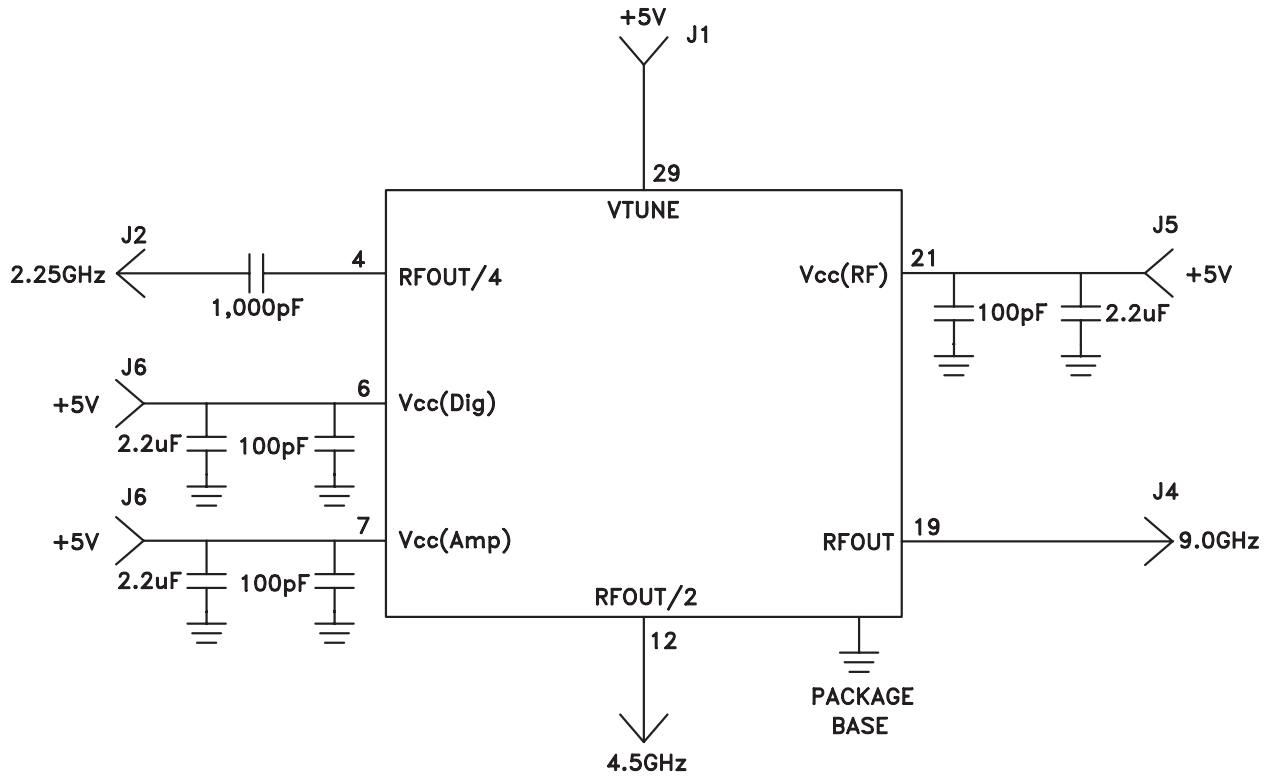 +5V
J1
29
VTUNE
J2
2.25GHz
1,000pF
4
RFOUT/4
J6
+5V
2.2uF
100pF
6
Vcc(Dig)
J6
+5V
2.2uF
100pF
7
Vcc(Amp)
Vcc(RF)
21
J5
+5V
100pF
2.2uF
RFOUT
19
J4
9.0GHz
RFOUT/2
12
4.5GHz
PACKAGE
BASE